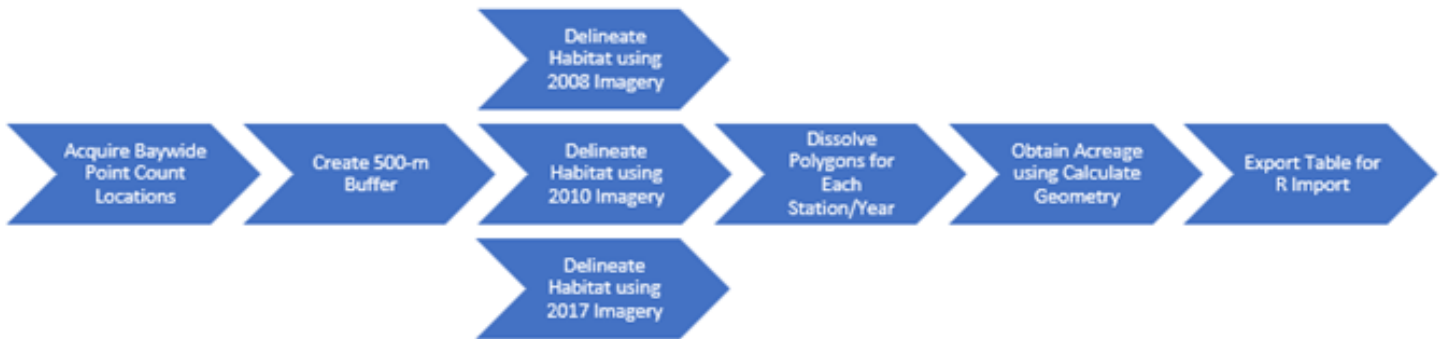 Acquire Baywide
Point Count
Locations
Create 500-m
Buffer
Delineate
Habitat using
2008 Imagery
Delineate
Habitat using
2010 Imagery
Delineate
Habitat using
2017 Imagery
Dissolve
Polygons for
Each
Station/Year
Obtain Acreage
using Calculate
Geometry
Export Table for
R Import